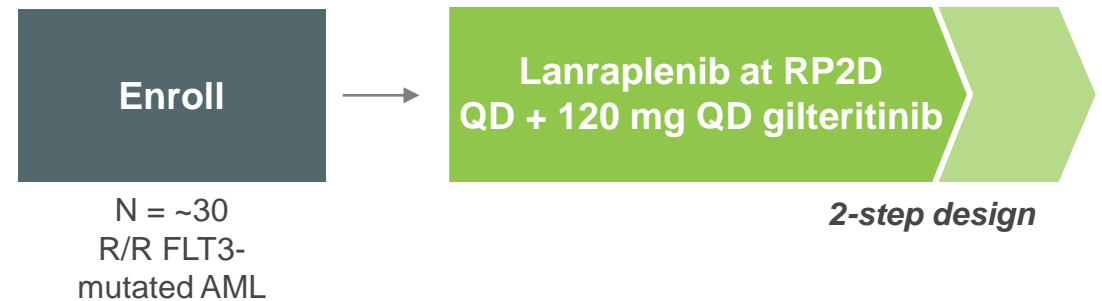 Enroll
Lanraplenib at RP2D
QD + 120 mg QD gilteritinib
N = ~30
R/R FLT3-
mutated AML
2-step design